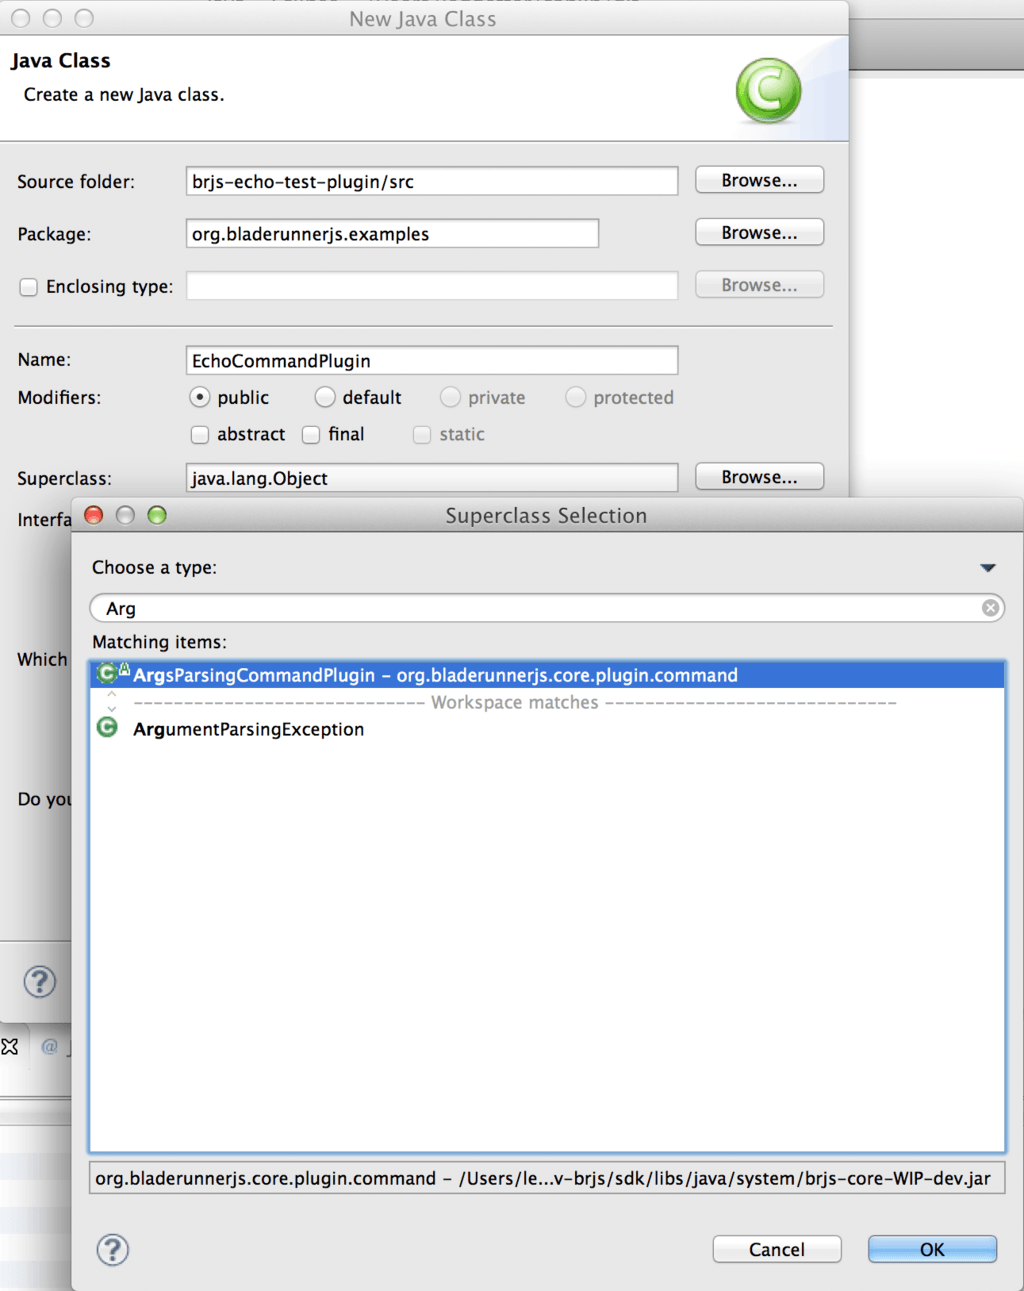 New Java Class
Java Class
Create a new Java class.
Source folder: brjs-echo-test-plugin/src Browse...
Package: org.bladerunnerjs.examples Browse...
Enclosing type: Browse...
Name: EchoCommandPlugin
Modifiers: public default private protected
abstract final static
Superclass: java.lang.Object Browse...
Interfa
Superclass Selection
Choose a type:
Arg
Matching items:
ArgsParsingCommandPlugin - org.bladerunnerjs.core.plugin.command
Workspace matches
ArgumentParsingException
Which
Do you
org.bladerunnerjs.core.plugin.command - /Users/le...v-brjs/sdk/libs/java/system/brjs-core-WIP-dev.jar
Cancel OK